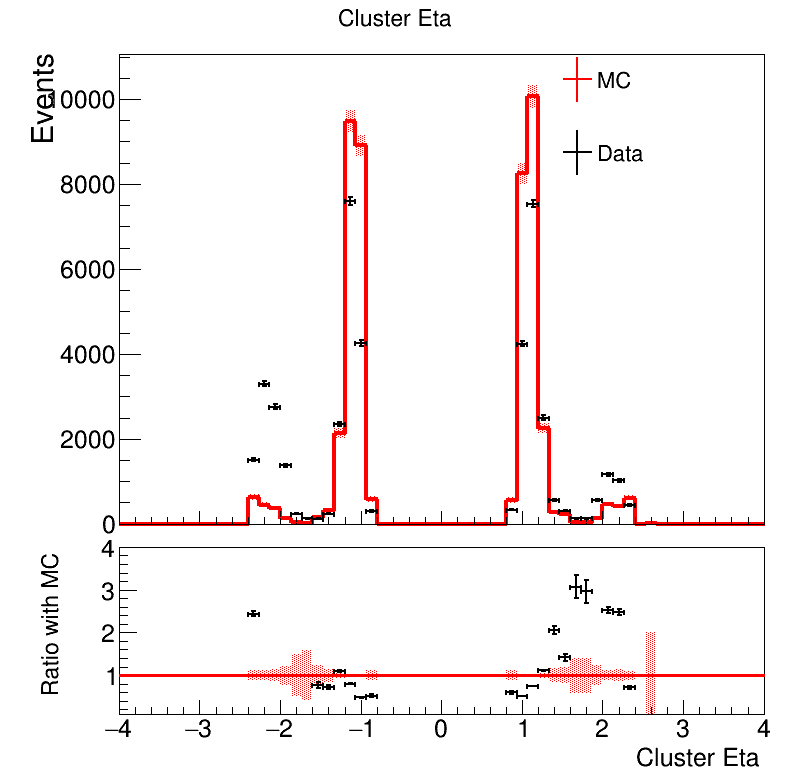 Cluster Eta
Events
MC
Data
10000
8000
6000
4000
2000
0
Ratio with MC
4
3
2
1
−4 −3 −2 −1 0 1 2 3 4
Cluster Eta